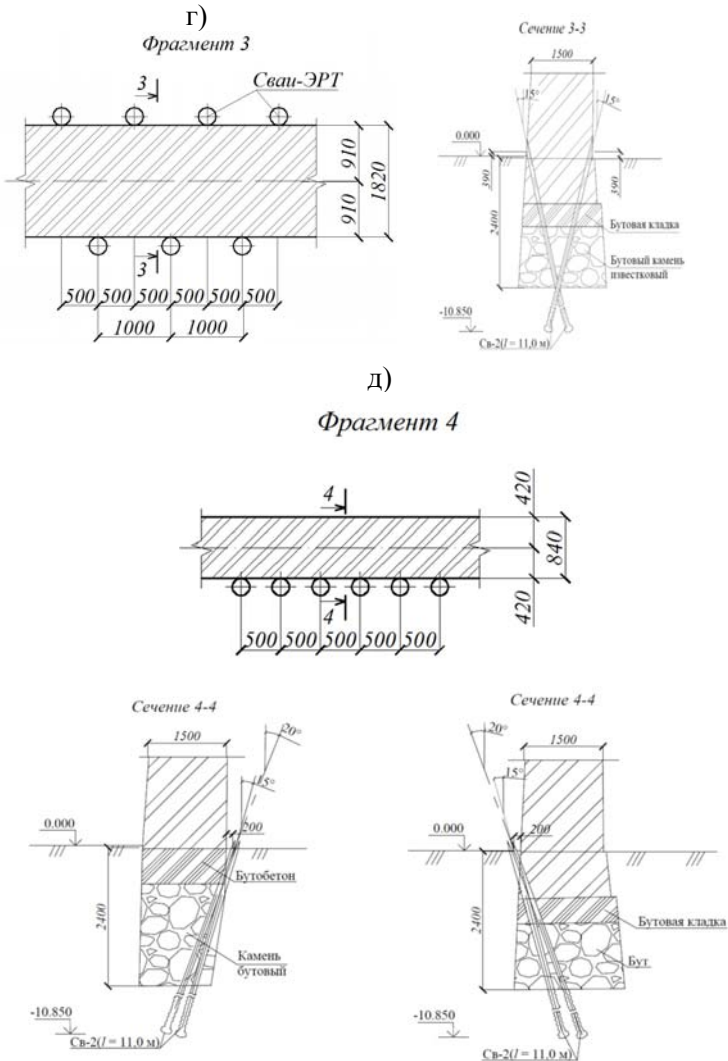 г)
Фрагмент 3
3
Сваи-ЭРТ
910
910
1820
3
500 500 500 500 500 500
1000 1000
Сечение 3-3
1500
15°
15°
0.000
390
390
2400
Бутовая кладка
Бутовый камень
известковый
-10.850
Св-2(l = 11,0 м)
д)
Фрагмент 4
4
420
840
420
4
500 500 500 500 500
Сечение 4-4
1500
20°
15°
0.000
200
Бутобетон
2400
Камень
бутовый
-10.850
Св-2(l = 11,0 м)
Сечение 4-4
20°
1500
15°
0.000
200
2400
Бутовая кладка
Бут
-10.850
Св-2(l = 11,0 м)